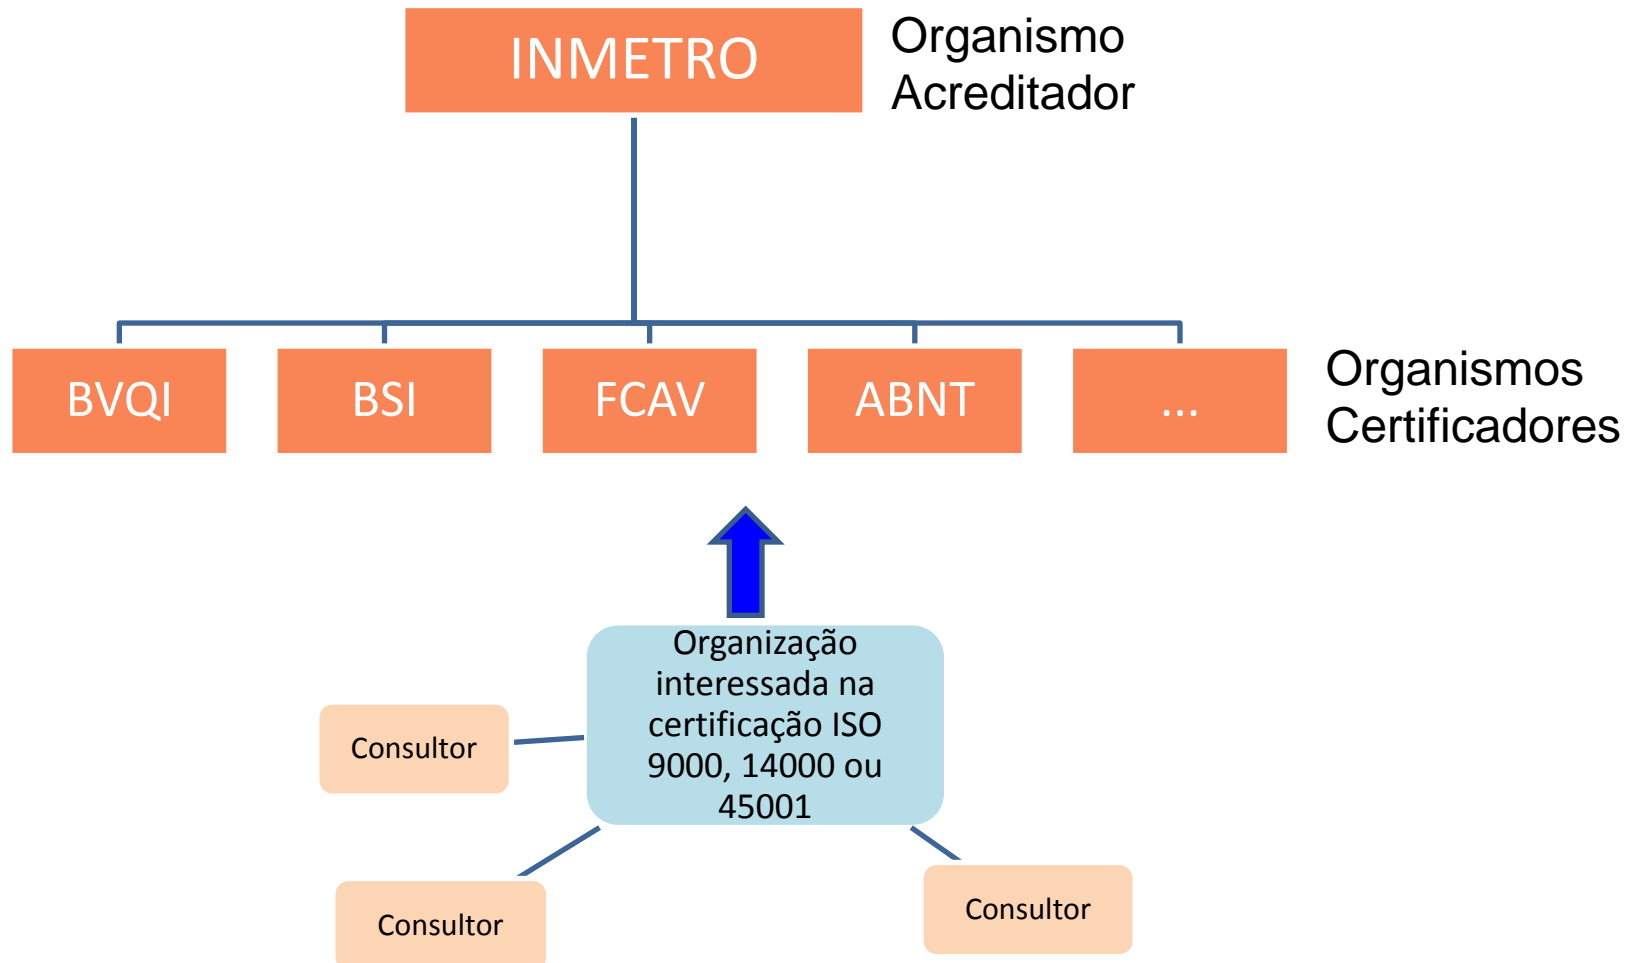 INMETRO
Organismo
Acreditador
BVQI
BSI
FCAV
ABNT
...
Organismos
Certificadores
Organização
interessada na
certificação ISO
9000, 14000 ou
45001
Consultor
Consultor
Consultor